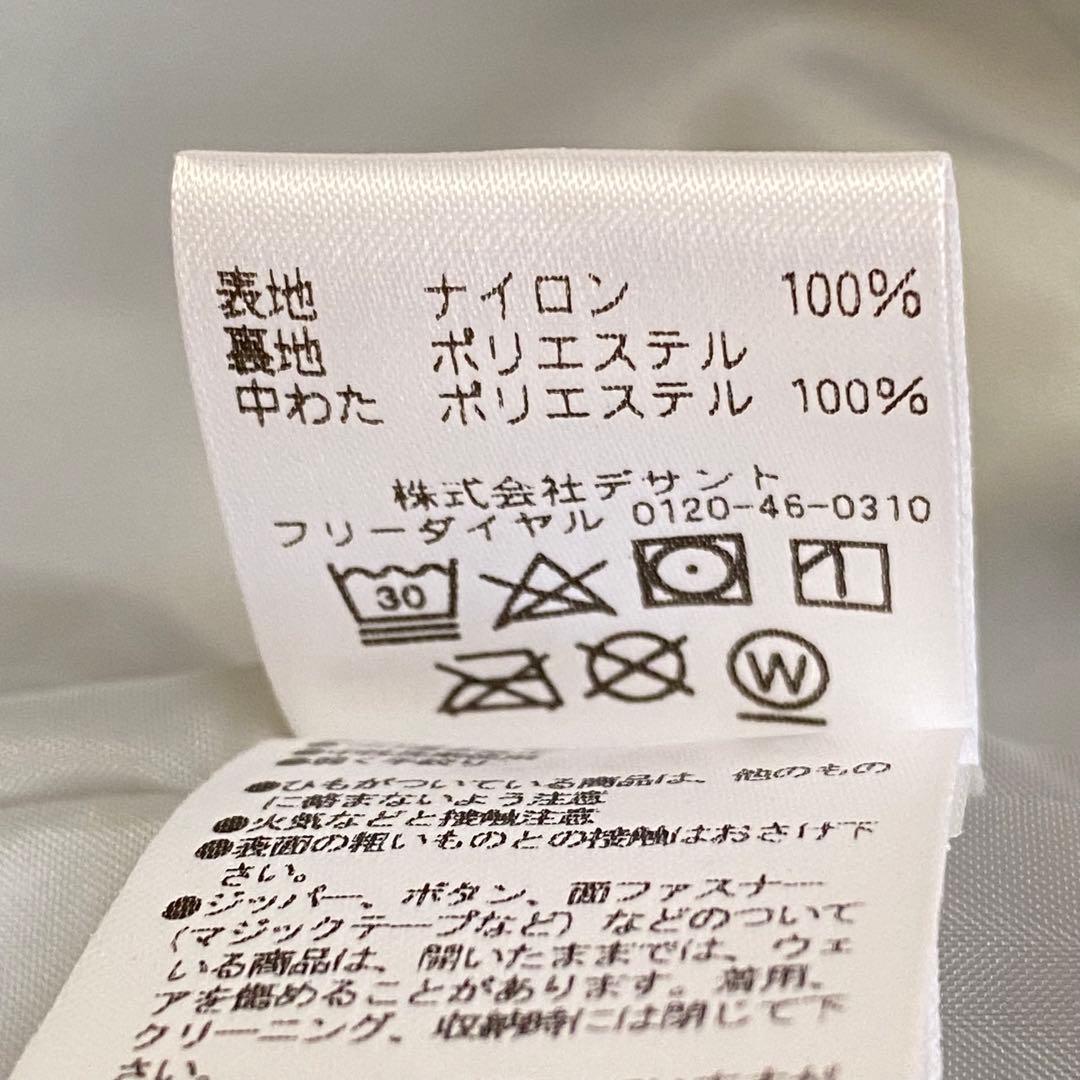 表地 ナイロン 100%
裏地 ポリエステル
中わた ポリエステル 100%
株式会社デサント
フリーダイヤル 0120-46-0310
30
W
●ひもがついている商品は、他のもの
に絡まないよう注意
●火気などと接触注意
●表面の粗いものとの接触はおさけ下
さい。
●ジッパー、ボタン、面ファスナー
(マジックテープなど)などのついて
いる商品は、開いたままでは、ウェ
アを傷めることがあります。着用、
クリーニング、収納時には閉じて下
さい。